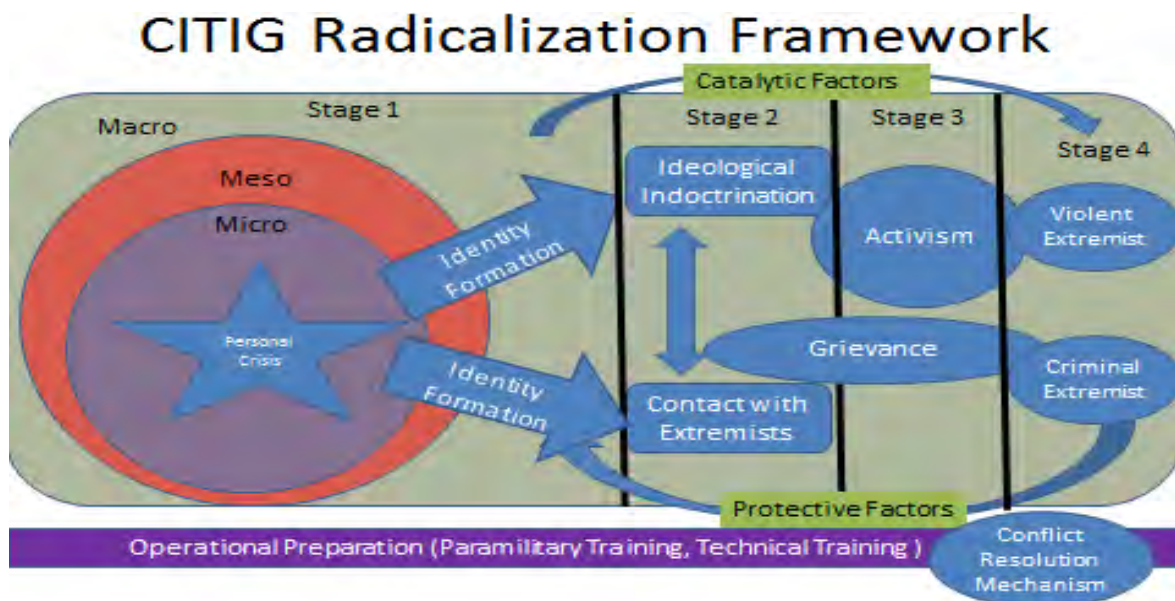 CITIG Radicalization Framework
Catalytic Factors
Stage 1
Stage 2
Stage 3
Stage 4
Macro
Meso
Micro
Personal
Crisis
Identity
Formation
Identity
Formation
Ideological
Indoctrination
Activism
Violent
Extremist
Grievance
Contact with
Extremists
Criminal
Extremist
Protective Factors
Operational Preparation (Paramilitary Training, Technical Training )
Conflict
Resolution
Mechanism